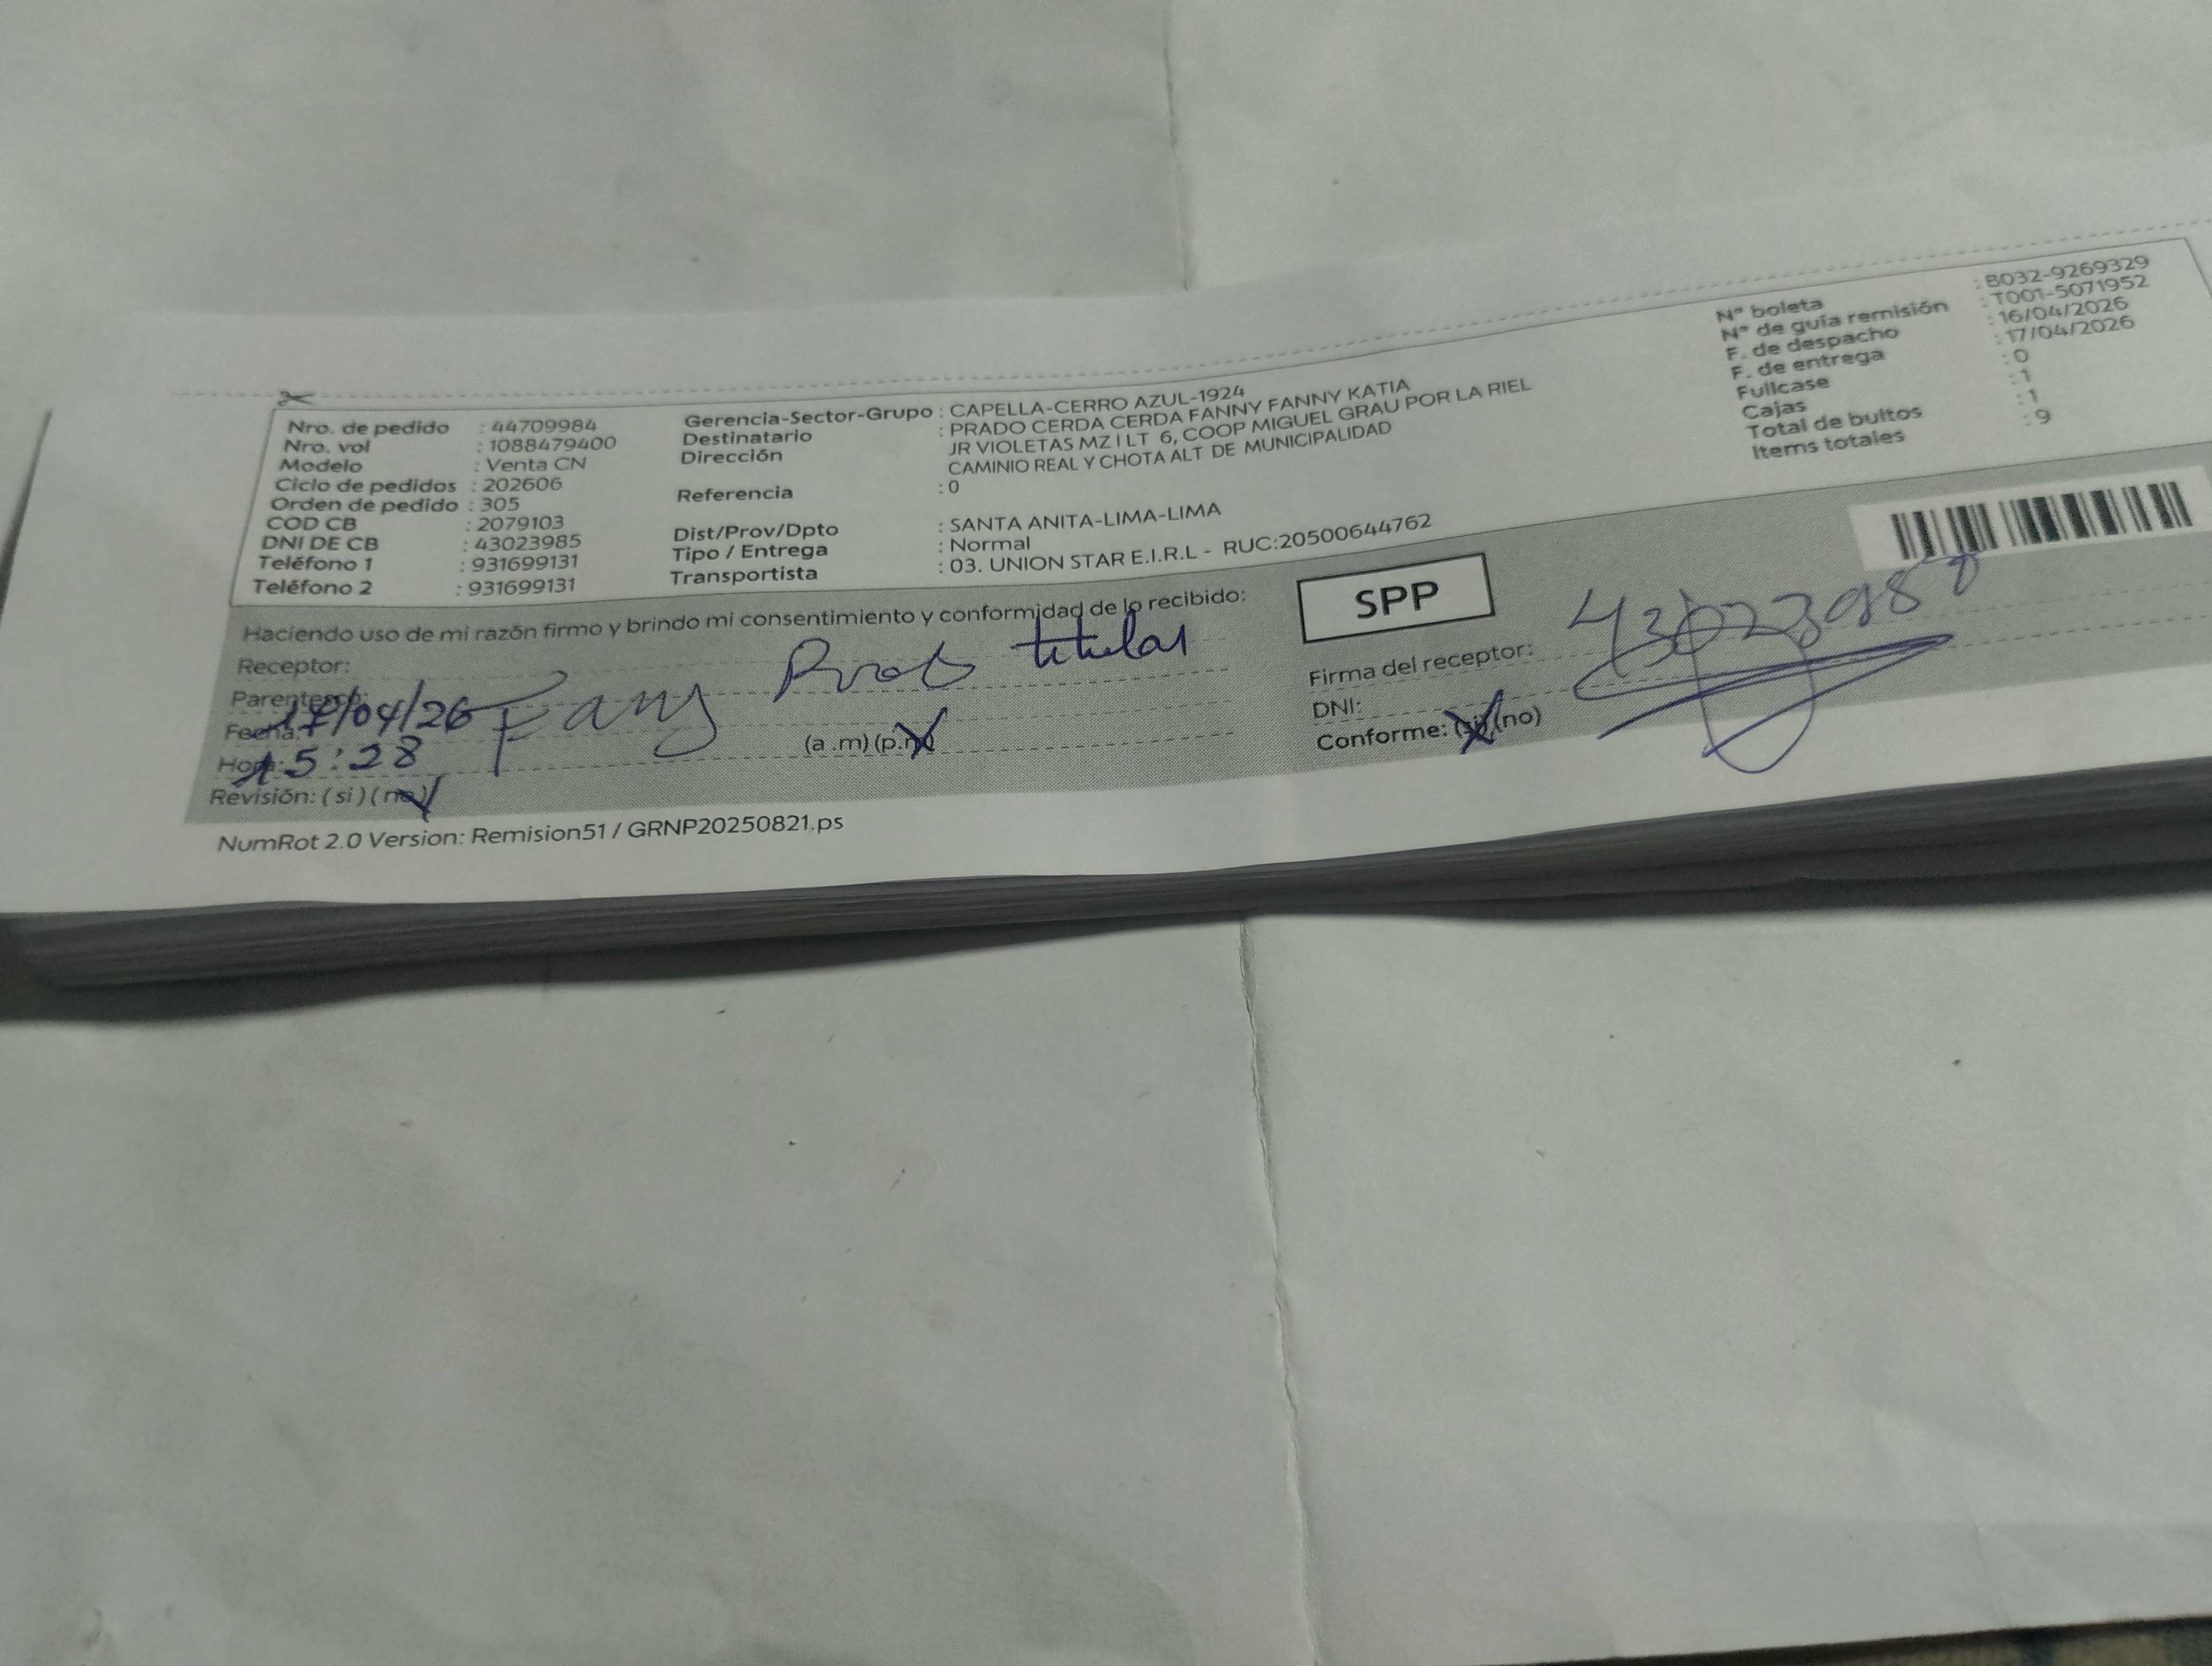 Nro. de pedido : 44709984
Nro. vol : 1088479400
Modelo : Venta CN
Ciclo de pedidos : 202606
Orden de pedido : 305
COD CB : 2079103
DNI DE CB : 43023985
Teléfono 1 : 931699131
Teléfono 2 : 931699131
Gerencia-Sector-Grupo : CAPELLA-CERRO AZUL-1924
Destinatario : PRADO CERDA CERDA FANNY FANNY KATIA
Dirección JR VIOLETAS MZ I LT 6, COOP MIGUEL GRAU POR LA RIEL
CAMINIO REAL Y CHOTA ALT DE MUNICIPALIDAD
Referencia : 0
Dist/Prov/Dpto : SANTA ANITA-LIMA-LIMA
Tipo / Entrega : Normal
Transportista : 03. UNION STAR E.I.R.L - RUC:20500644762
N° boleta : B032-9269329
N° de guía remisión : T001-5071952
F. de despacho : 16/04/2026
F. de entrega : 17/04/2026
Fullcase : 0
Cajas : 1
Total de bultos : 1
Items totales : 9
Haciendo uso de mi razón firmo y brindo mi consentimiento y conformidad de lo recibido:
Receptor: titular
Parentesco:
Fecha: 17/04/26
Hora: 15:28 (a.m) (p.m)
Revisión: (si) (no)
SPP
Firma del receptor:
DNI:
Conforme: (si) (no)
NumRot 2.0 Version: Remision51 / GRNP20250821.ps